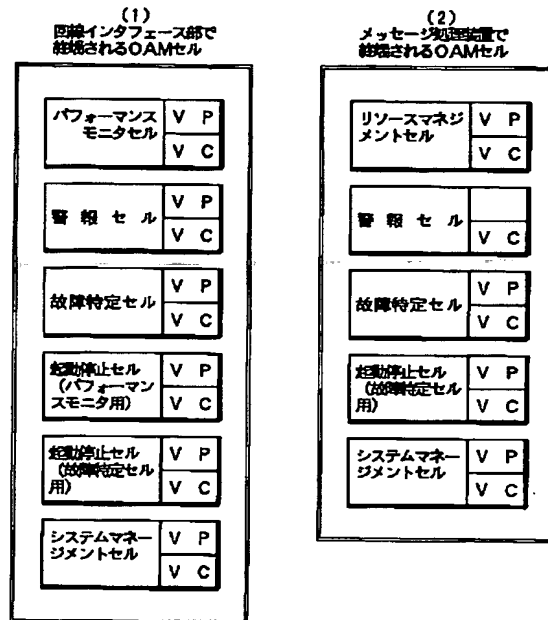 (1)
回線インタフェース部で
終端されるOAMセル
パフォーマンス
モニタセル
V P
V C
警 報 セ ル
V P
V C
故障特定セル
V P
V C
起動停止セル
(パフォーマン
スモニタ用)
V P
V C
起動停止セル
(故障特定セル
用)
V P
V C
システムマネー
ジメントセル
V P
V C
(2)
メッセージ処理装置で
終端されるOAMセル
リソースマネジ
メントセル
V P
V C
警 報 セ ル
V C
故障特定セル
V P
V C
起動停止セル
(故障特定セル
用)
V P
V C
システムマネー
ジメントセル
V P
V C